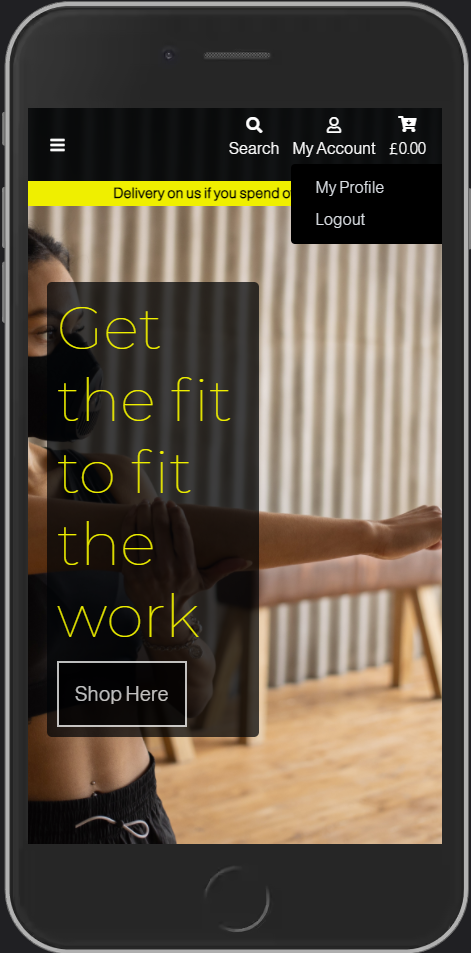 Search
My Account
£0.00
Delivery on us if you spend
My Profile
Logout
Get
the fit
to fit
the
work
Shop Here